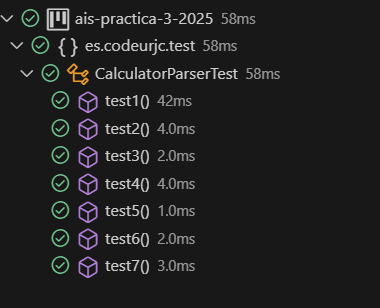 ais-practica-3-2025 58ms
{ } es.codeurjc.test 58ms
CalculatorParserTest 58ms
test1() 42ms
test2() 4.0ms
test3() 2.0ms
test4() 4.0ms
test5() 1.0ms
test6() 2.0ms
test7() 3.0ms